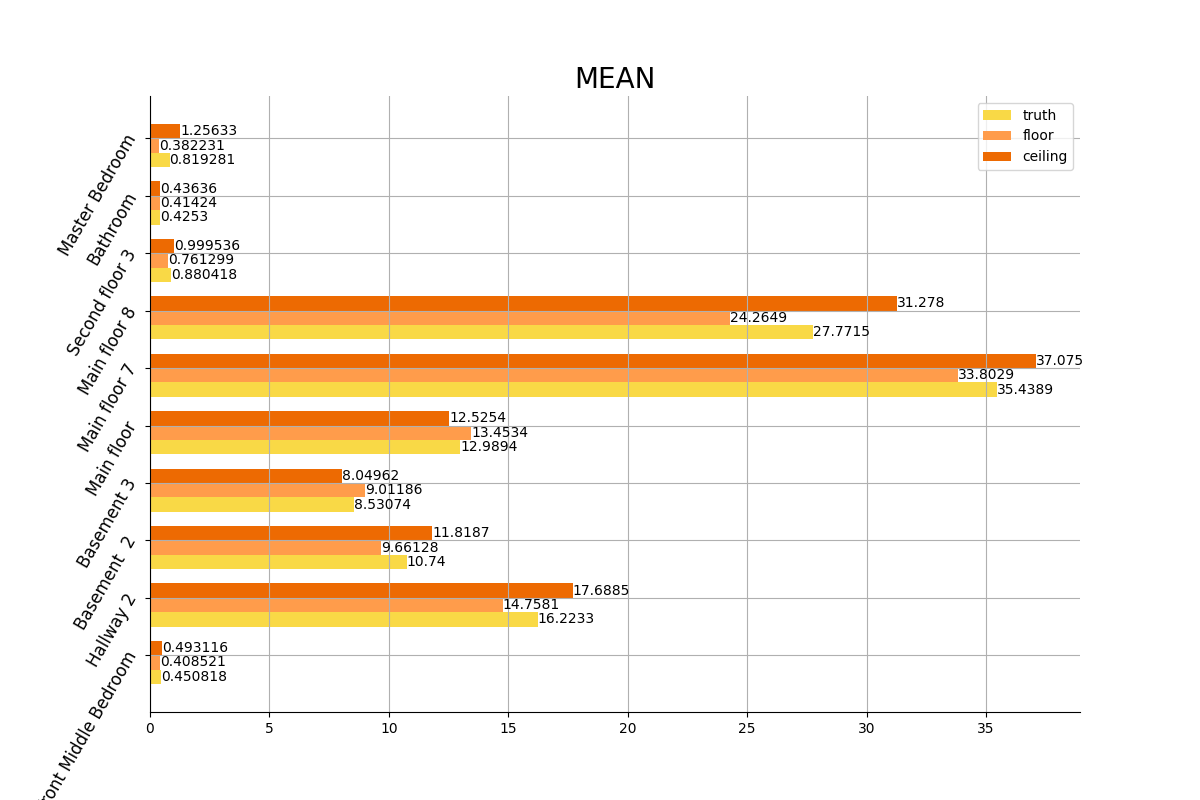 MEAN
truth
floor
ceiling
Master Bedroom
1.25633
0.382231
0.819281
Bathroom
0.43636
0.41424
0.4253
Second floor 3
0.999536
0.761299
0.880418
Main floor 8
31.278
24.2649
27.7715
Main floor 7
37.075
33.8029
35.4389
Main floor
12.5254
13.4534
12.9894
Basement 3
8.04962
9.01186
8.53074
Basement  2
11.8187
9.66128
10.74
Hallway 2
17.6885
14.7581
16.2233
ront Middle Bedroom
0.493116
0.408521
0.450818
0 5 10 15 20 25 30 35